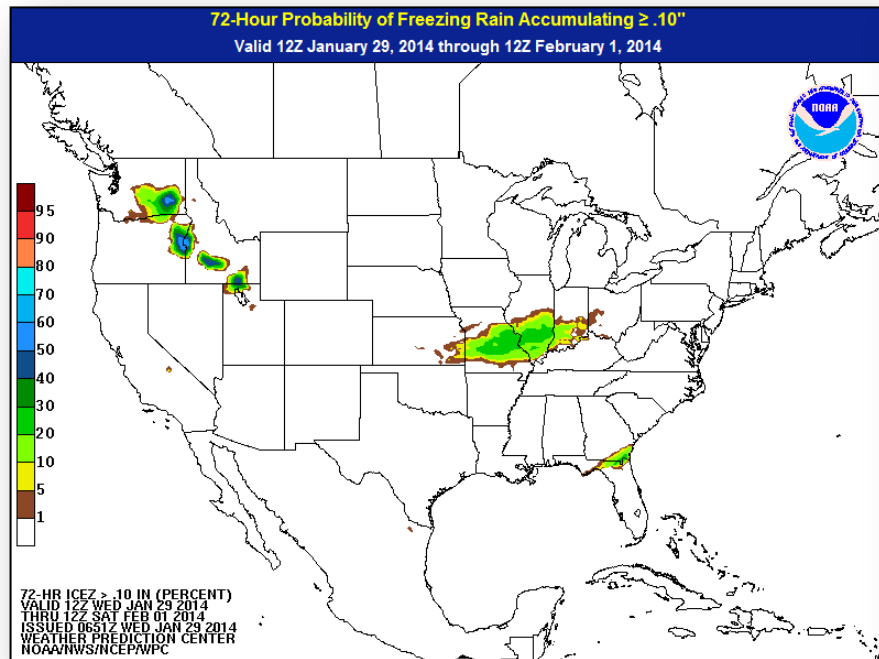 72-Hour Probability of Freezing Rain Accumulating ≥ .10"
Valid 12Z January 29, 2014 through 12Z February 1, 2014
NOAA
95
90
80
70
60
50
40
30
20
10
5
1
72-HR ICEZ > .10 IN (PERCENT)
VALID 12Z WED JAN 29 2014
THRU 12Z SAT FEB 01 2014
ISSUED 0651Z WED JAN 29 2014
WEATHER PREDICTION CENTER
NOAA/NWS/NCEP/WPC